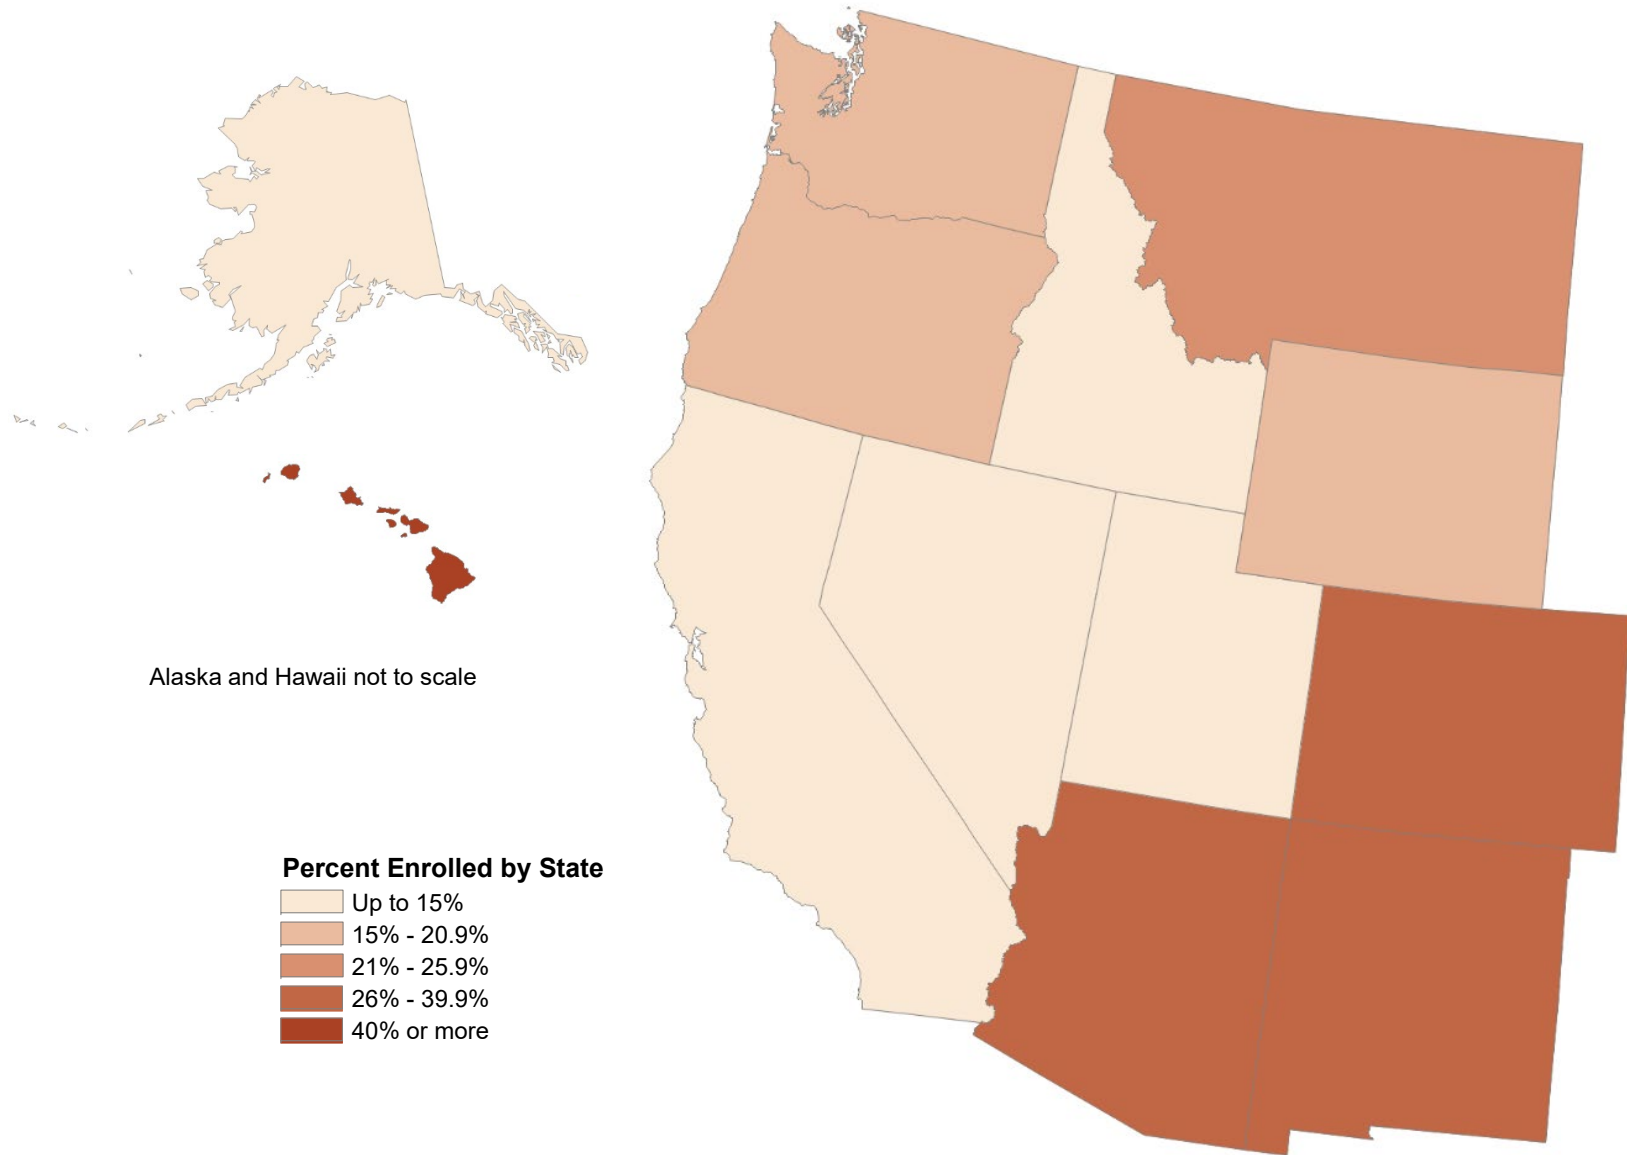 Alaska and Hawaii not to scale
Percent Enrolled by State
Up to 15%
15% - 20.9%
21% - 25.9%
26% - 39.9%
40% or more